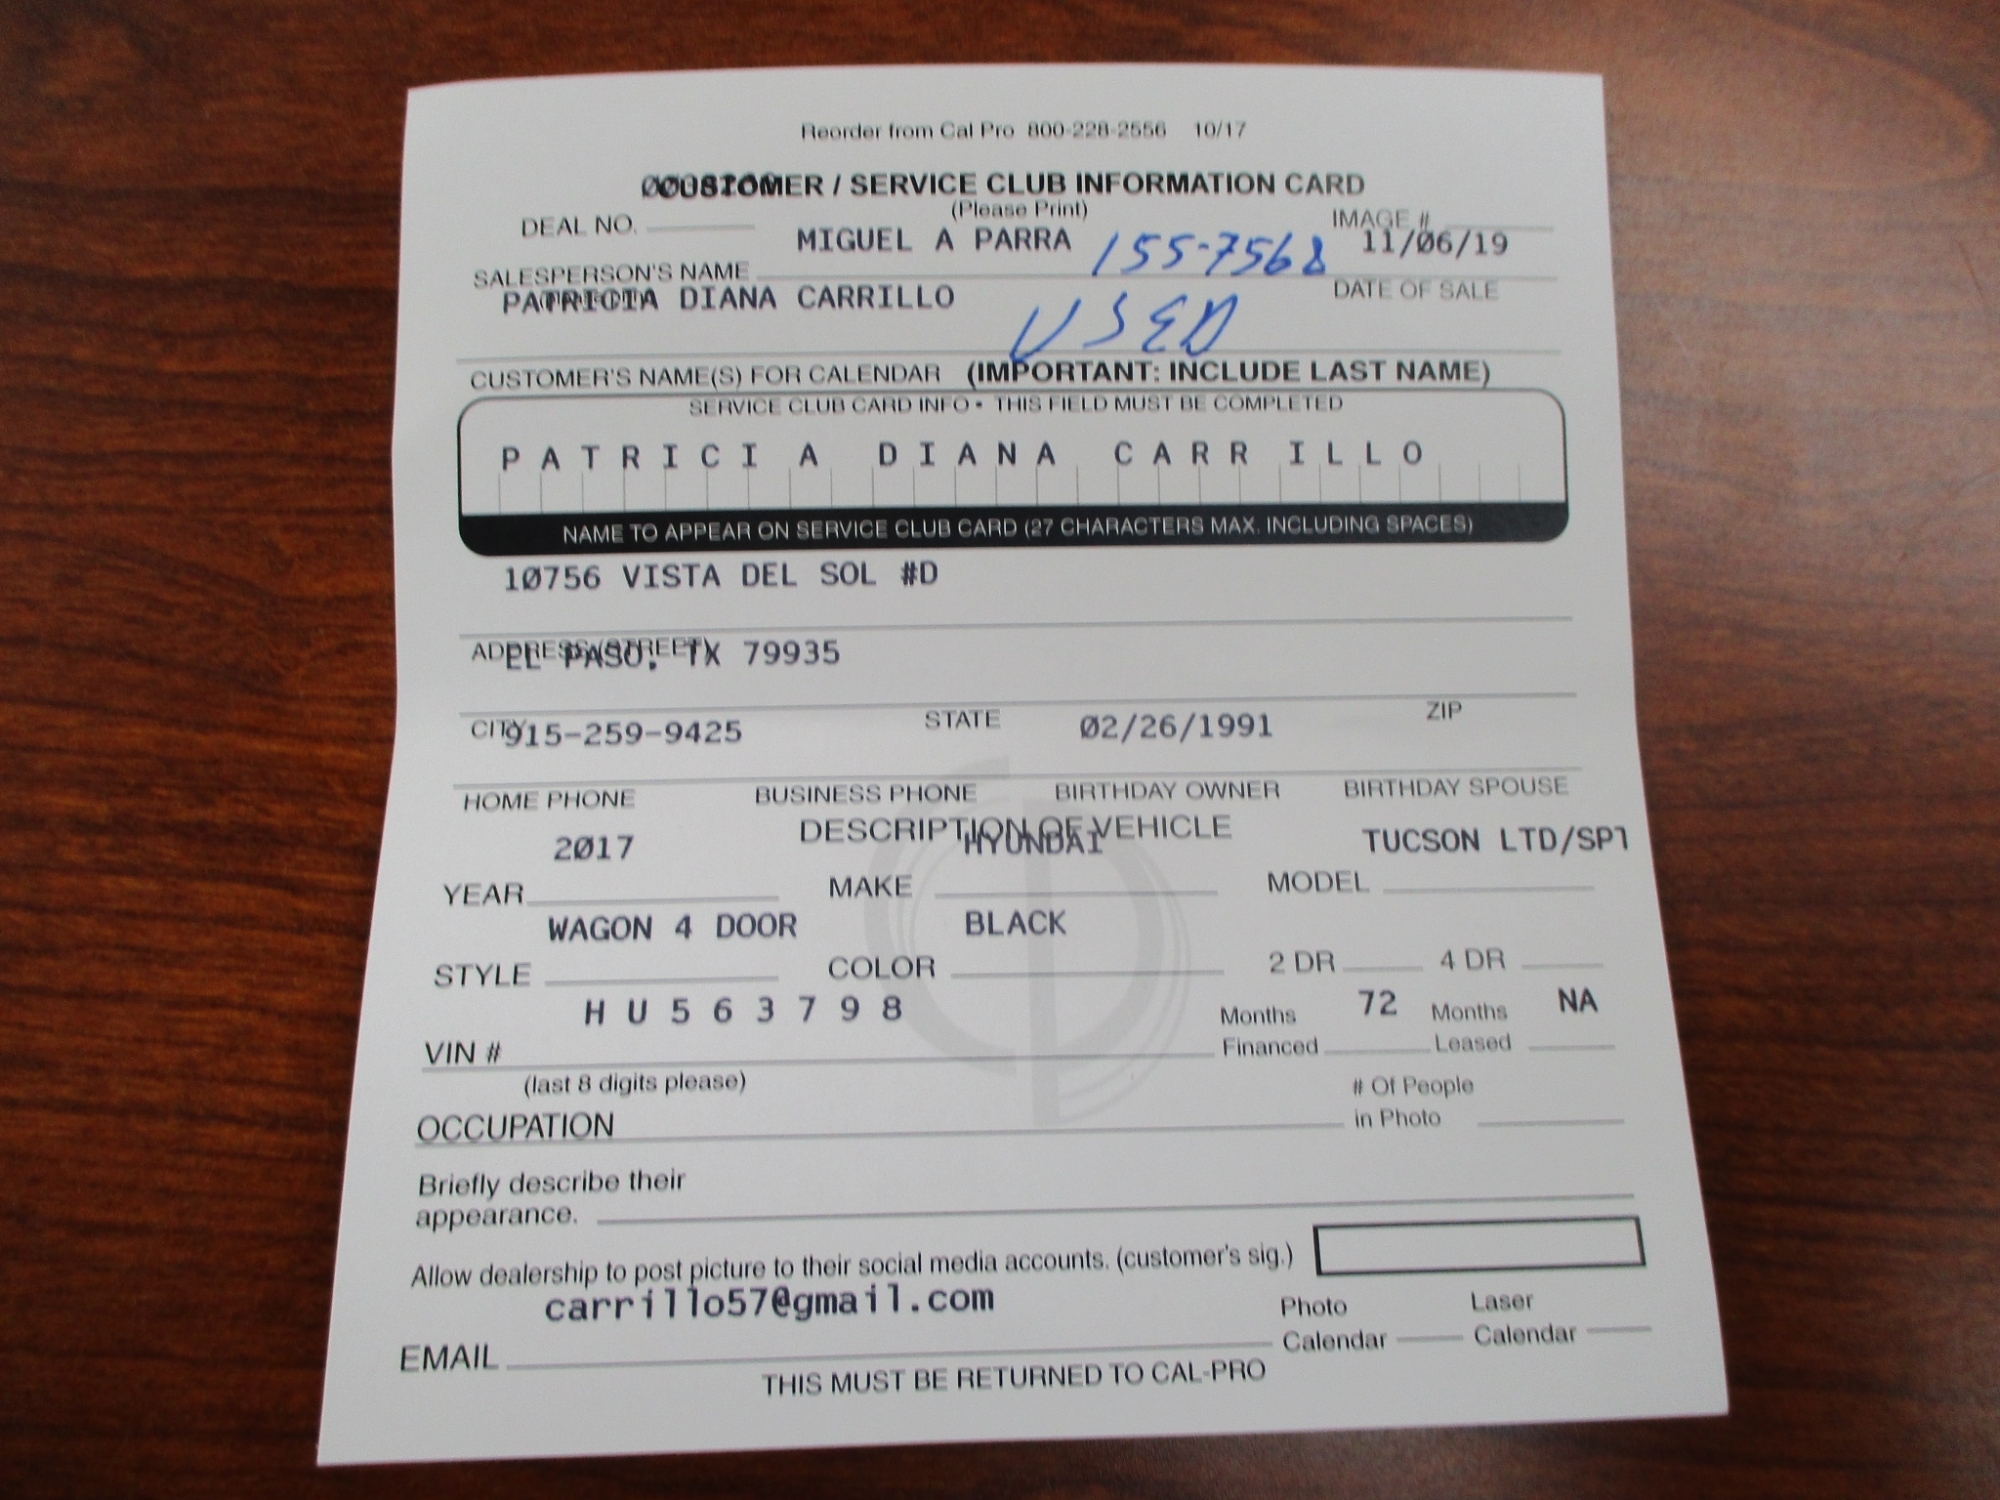 Reorder from Cal Pro 800-228-2556 10/17
CUSTOMER / SERVICE CLUB INFORMATION CARD
(Please Print)
DEAL NO. IMAGE #
MIGUEL A PARRA 155-7568 11/06/19
SALESPERSON'S NAME DATE OF SALE
PATRICIA DIANA CARRILLO
USED
CUSTOMER'S NAME(S) FOR CALENDAR (IMPORTANT: INCLUDE LAST NAME)
SERVICE CLUB CARD INFO • THIS FIELD MUST BE COMPLETED
PATRICIA DIANA CARRILLO
NAME TO APPEAR ON SERVICE CLUB CARD (27 CHARACTERS MAX. INCLUDING SPACES)
10756 VISTA DEL SOL #D
ADDRESS (STREET)
EL PASO, TX 79935
CITY STATE ZIP
915-259-9425 02/26/1991
HOME PHONE BUSINESS PHONE BIRTHDAY OWNER BIRTHDAY SPOUSE
DESCRIPTION OF VEHICLE
2017 HYUNDAI TUCSON LTD/SPT
YEAR MAKE MODEL
WAGON 4 DOOR BLACK
STYLE COLOR 2 DR 4 DR
HU563798 Months 72 Months NA
VIN # Financed Leased
(last 8 digits please) # Of People
OCCUPATION in Photo
Briefly describe their
appearance.
Allow dealership to post picture to their social media accounts. (customer's sig.)
carrillo57@gmail.com Photo Laser
EMAIL Calendar Calendar
THIS MUST BE RETURNED TO CAL-PRO